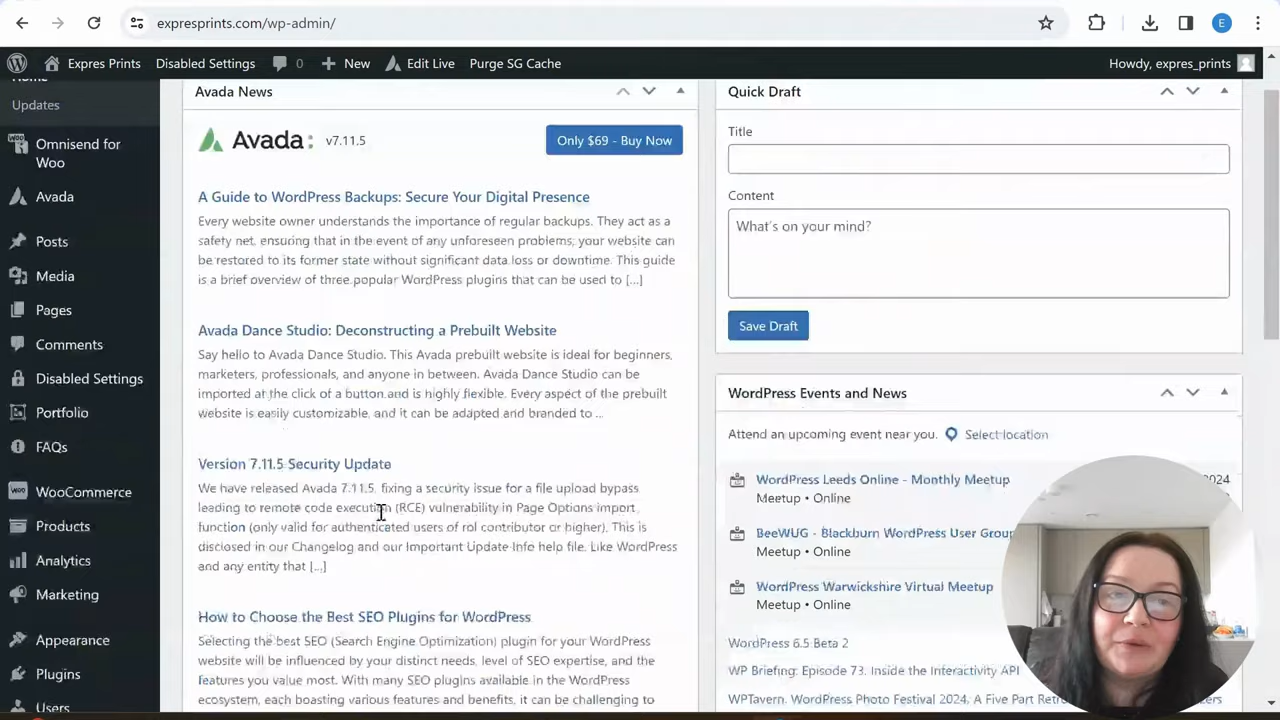 expresprints.com/wp-admin/
E
Expres Prints
Disabled Settings
0
New
Edit Live
Purge SG Cache
Howdy, expres_prints
Home
Updates
Omnisend for
Woo
Avada
Posts
Media
Pages
Comments
Disabled Settings
Portfolio
FAQs
WooCommerce
Products
Analytics
Marketing
Appearance
Plugins
Users
Avada News
Avada:
v7.11.5
Only $69 - Buy Now
A Guide to WordPress Backups: Secure Your Digital Presence
Every website owner understands the importance of regular backups. They act as a
safety net, ensuring that in the event of any unforeseen problems, your website can
be restored to its former state without significant data loss or downtime. This guide
is a brief overview of three popular WordPress plugins that can be used to [...]
Avada Dance Studio: Deconstructing a Prebuilt Website
Say hello to Avada Dance Studio. This Avada prebuilt website is ideal for beginners,
marketers, professionals, and anyone in between. Avada Dance Studio can be
imported at the click of a button and is highly flexible. Every aspect of the prebuilt
website is easily customizable, and it can be adapted and branded to ...
Version 7.11.5 Security Update
We have released Avada 7.11.5, fixing a security issue for a file upload bypass
leading to remote code execution (RCE) vulnerability in Page Options import
function (only valid for authenticated users of rol contributor or higher). This is
disclosed in our Changelog and our Important Update Info help file. Like WordPress
and any entity that [...]
How to Choose the Best SEO Plugins for WordPress
Selecting the best SEO (Search Engine Optimization) plugin for your WordPress
website will be influenced by your distinct needs, level of SEO expertise, and the
features you value most. With many SEO plugins available in the WordPress
ecosystem, each boasting various features and benefits, it can be challenging to
Quick Draft
Title
Content
What's on your mind?
Save Draft
WordPress Events and News
Attend an upcoming event near you.
Select location
WordPress Leeds Online - Monthly Meetup
2024
Meetup • Online
BeeWUG - Blackburn WordPress User Group
Meetup • Online
WordPress Warwickshire Virtual Meetup
Meetup • Online
WordPress 6.5 Beta 2
WP Briefing: Episode 73: Inside the Interactivity API
WPTavern: WordPress Photo Festival 2024, A Five Part Retro